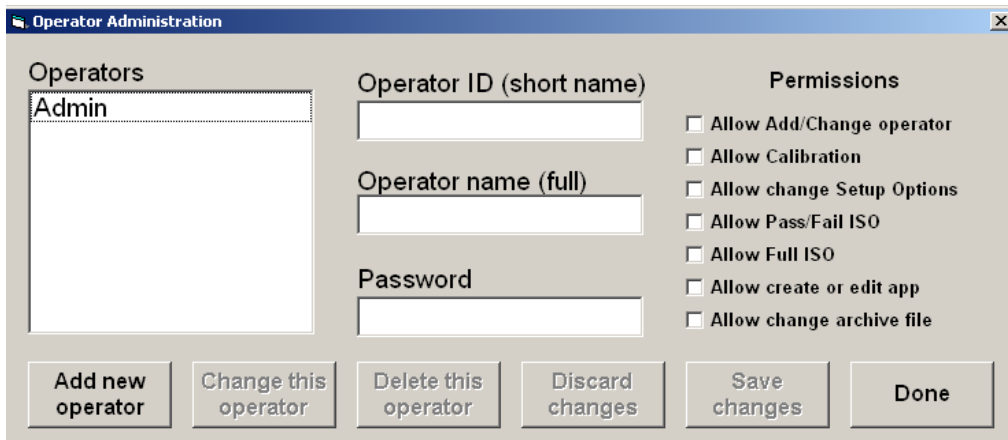 Operator Administration
Operators
Admin
Operator ID (short name)
Operator name (full)
Password
Permissions
Allow Add/Change operator
Allow Calibration
Allow change Setup Options
Allow Pass/Fail ISO
Allow Full ISO
Allow create or edit app
Allow change archive file
Add new
operator
Change this
operator
Delete this
operator
Discard
changes
Save
changes
Done